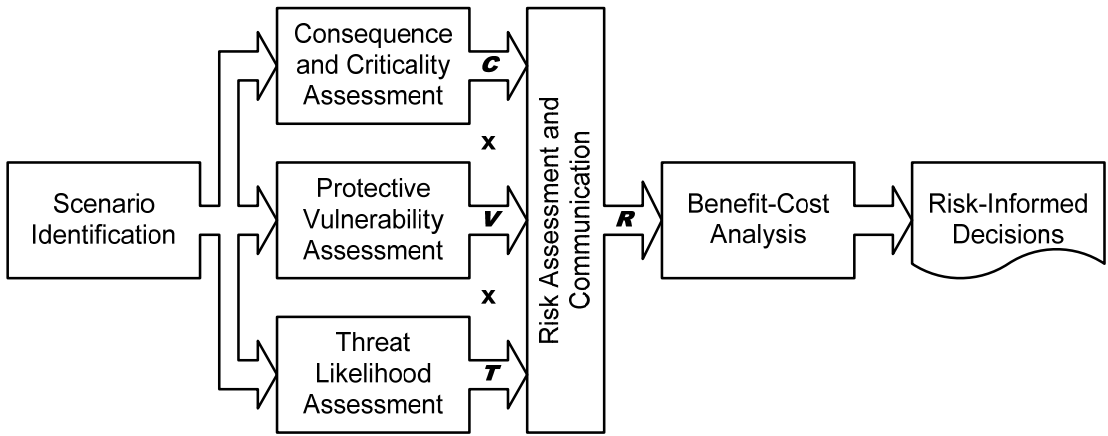 Scenario
Identification
Consequence
and Criticality
Assessment
C
x
Protective
Vulnerability
Assessment
V
x
Threat
Likelihood
Assessment
T
Risk Assessment and
Communication
R
Benefit-Cost
Analysis
Risk-Informed
Decisions